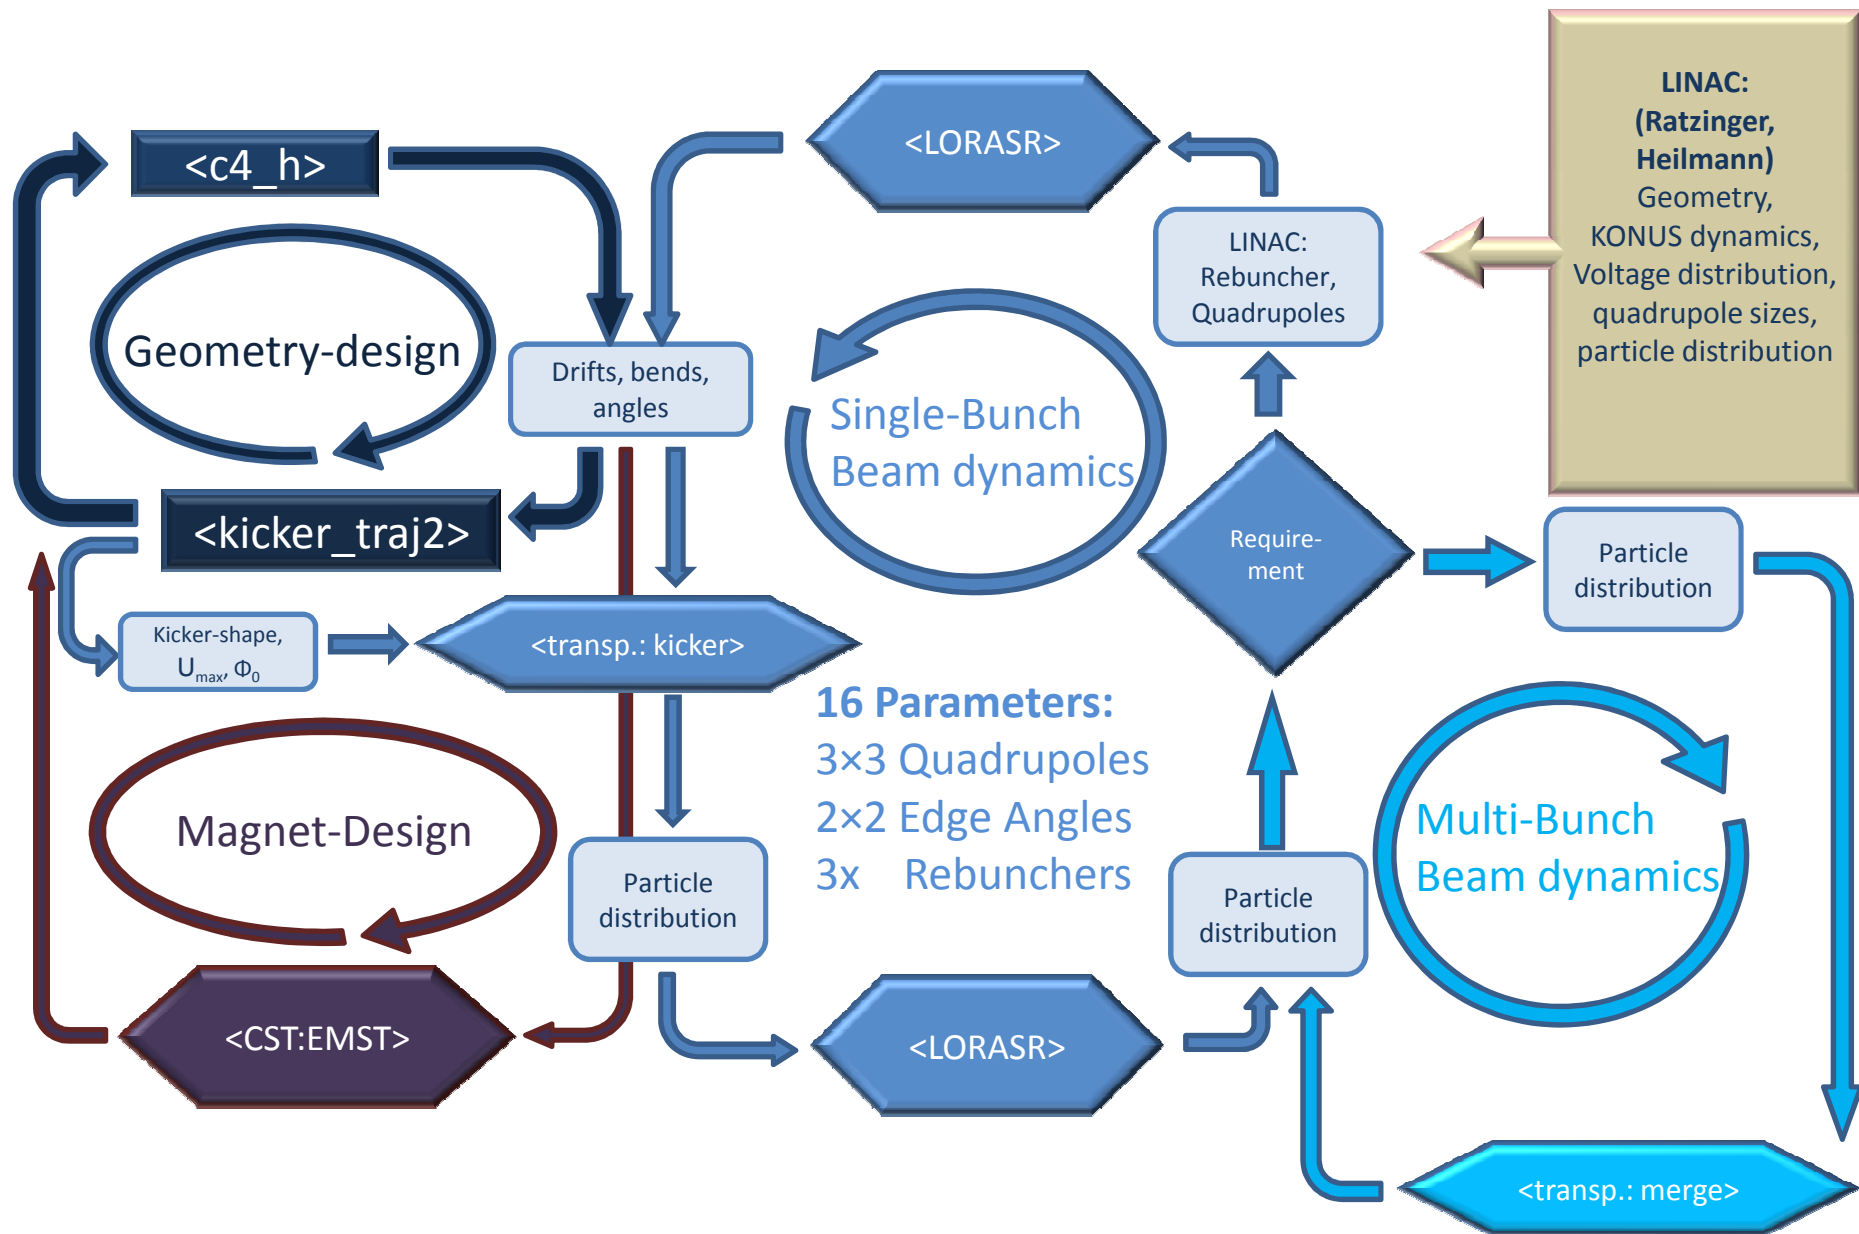 <c4_h>
<LORASR>
LINAC:
(Ratzinger,
Heilmann)
Geometry,
KONUS dynamics,
Voltage distribution,
quadrupole sizes,
particle distribution
LINAC:
Rebuncher,
Quadrupoles
Geometry-design
Drifts, bends,
angles
Single-Bunch
Beam dynamics
<kicker_traj2>
Require-
ment
Particle
distribution
Kicker-shape,
Umax, Φ0
<transp.: kicker>
16 Parameters:
3×3 Quadrupoles
2×2 Edge Angles
3x Rebunchers
Magnet-Design
Multi-Bunch
Beam dynamics
Particle
distribution
Particle
distribution
<CST:EMST>
<LORASR>
<transp.: merge>